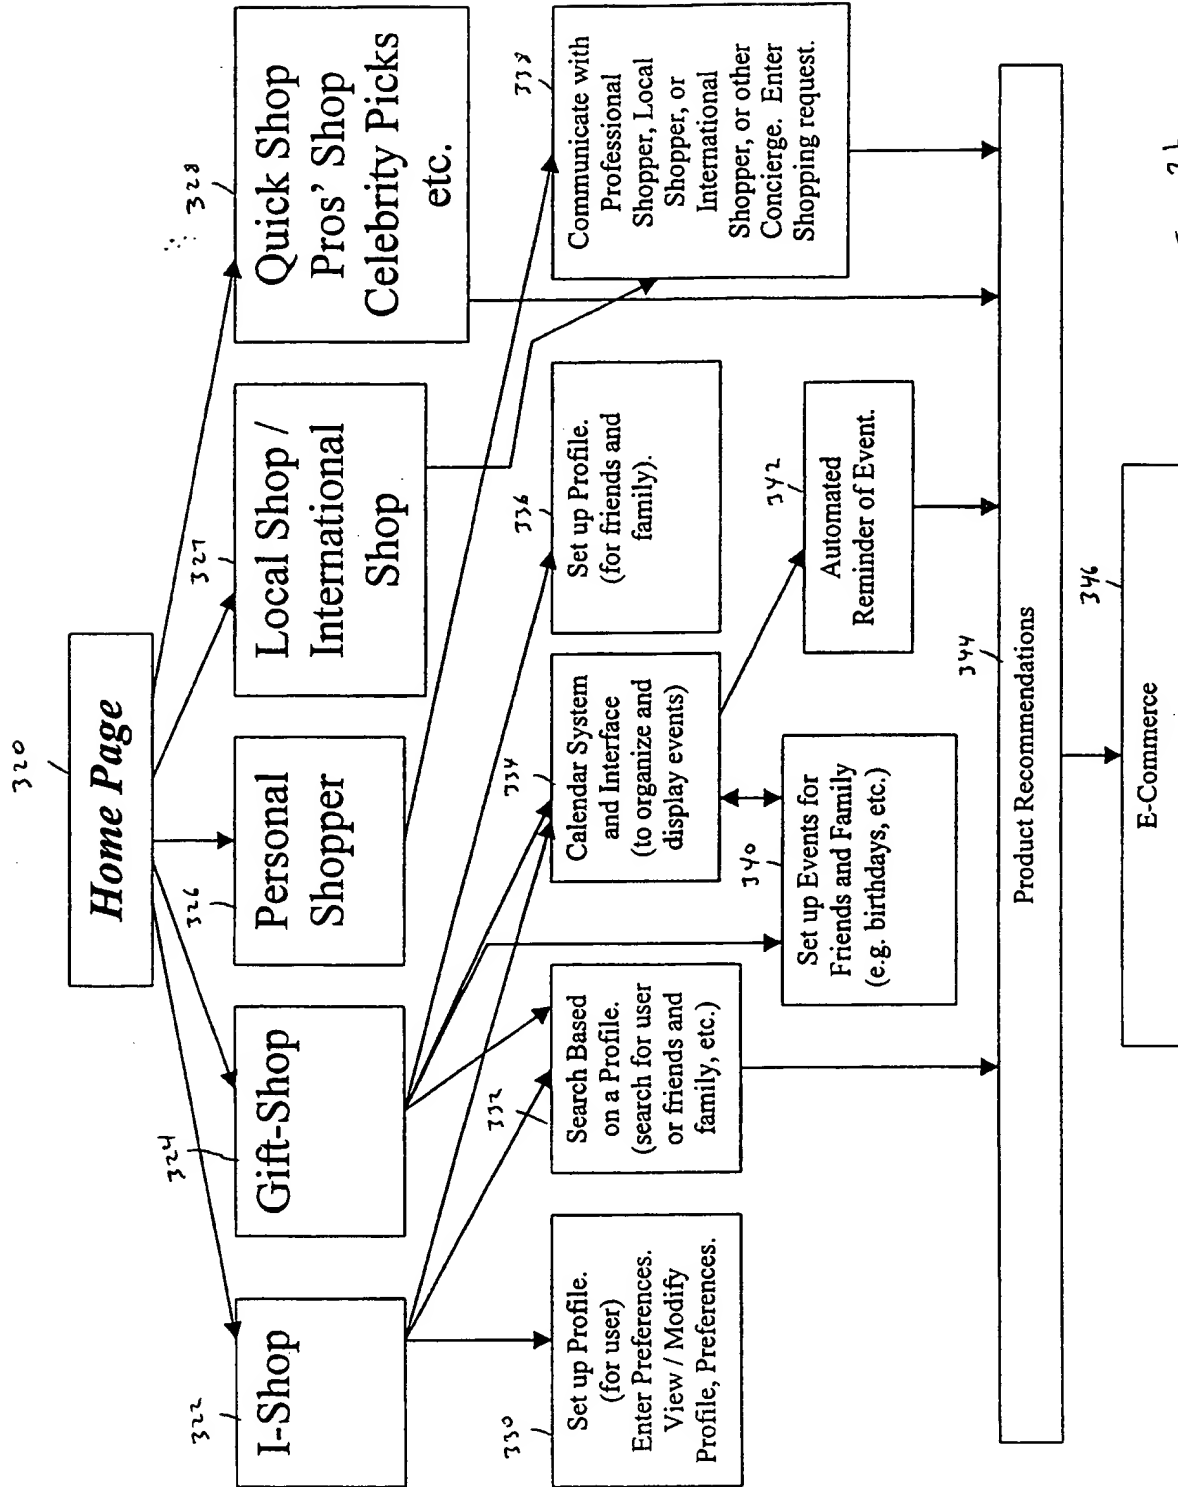 320
Home Page
322
I-Shop
324
Gift-Shop
326
Personal
Shopper
327
Local Shop /
International
Shop
328
Quick Shop
Pros' Shop
Celebrity Picks
etc.
330
Set up Profile.
(for user)
Enter Preferences.
View / Modify
Profile, Preferences.
332
Search Based
on a Profile.
(search for user
or friends and
family, etc.)
334
Calendar System
and Interface
(to organize and
display events)
336
Set up Profile.
(for friends and
family).
338
Communicate with
Professional
Shopper, Local
Shopper, or
International
Shopper, or other
Concierge. Enter
Shopping request.
340
Set up Events for
Friends and Family
(e.g. birthdays, etc.)
342
Automated
Reminder of Event.
344
Product Recommendations
346
E-Commerce